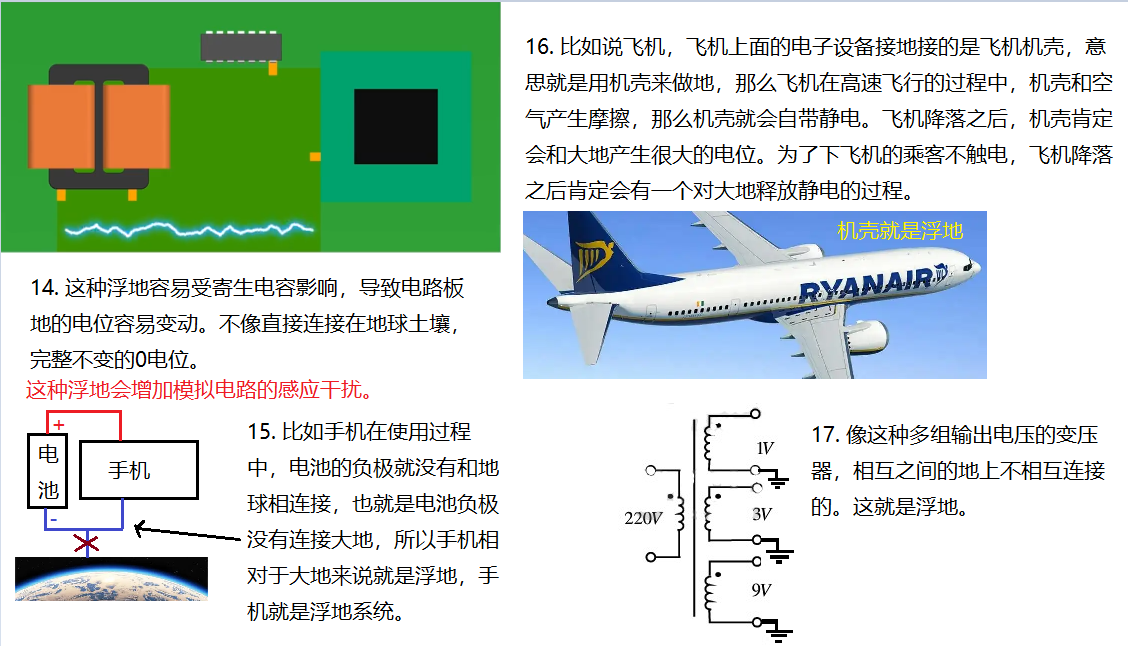 14. 这种浮地容易受寄生电容影响，导致电路板
地的电位容易变动。不像直接连接在地球土壤，
完整不变的0电位。
这种浮地会增加模拟电路的感应干扰。
+
电
池
-
手机
15. 比如手机在使用过程
中，电池的负极就没有和地
球相连接，也就是电池负极
没有连接大地，所以手机相
对于大地来说就是浮地，手
机就是浮地系统。
16. 比如说飞机，飞机上面的电子设备接地接的是飞机机壳，意
思就是用机壳来做地，那么飞机在高速飞行的过程中，机壳和空
气产生摩擦，那么机壳就会自带静电。飞机降落之后，机壳肯定
会和大地产生很大的电位。为了下飞机的乘客不触电，飞机降落
之后肯定会有一个对大地释放静电的过程。
机壳就是浮地
RYANAIR
220V
1V
3V
9V
17. 像这种多组输出电压的变压
器，相互之间的地上不相互连接
的。这就是浮地。